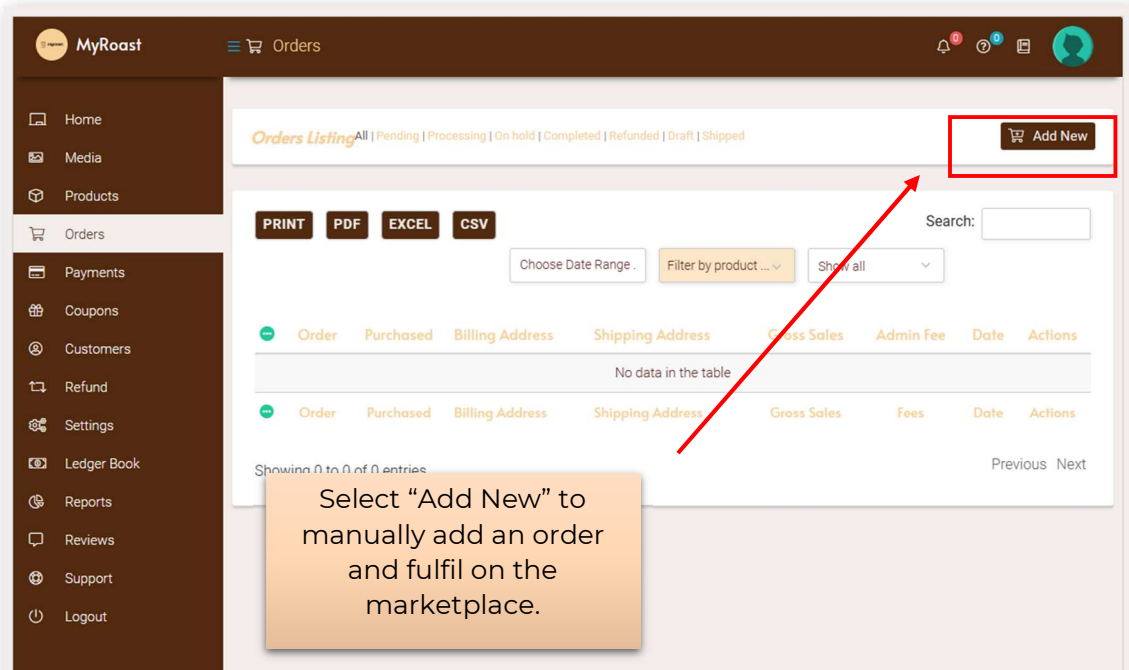 MyRoast
Orders
0
0
Home
Media
Products
Orders
Payments
Coupons
Customers
Refund
Settings
Ledger Book
Reports
Reviews
Support
Logout
Orders Listing All | Pending | Processing | On hold | Completed | Refunded | Draft | Shipped
Add New
PRINT PDF EXCEL CSV
Search:
Choose Date Range . Filter by product ... Show all
Order Purchased Billing Address Shipping Address Gross Sales Admin Fee Date Actions
No data in the table
Order Purchased Billing Address Shipping Address Gross Sales Fees Date Actions
Showing 0 to 0 of 0 entries
Previous Next
Select “Add New” to
manually add an order
and fulfil on the
marketplace.